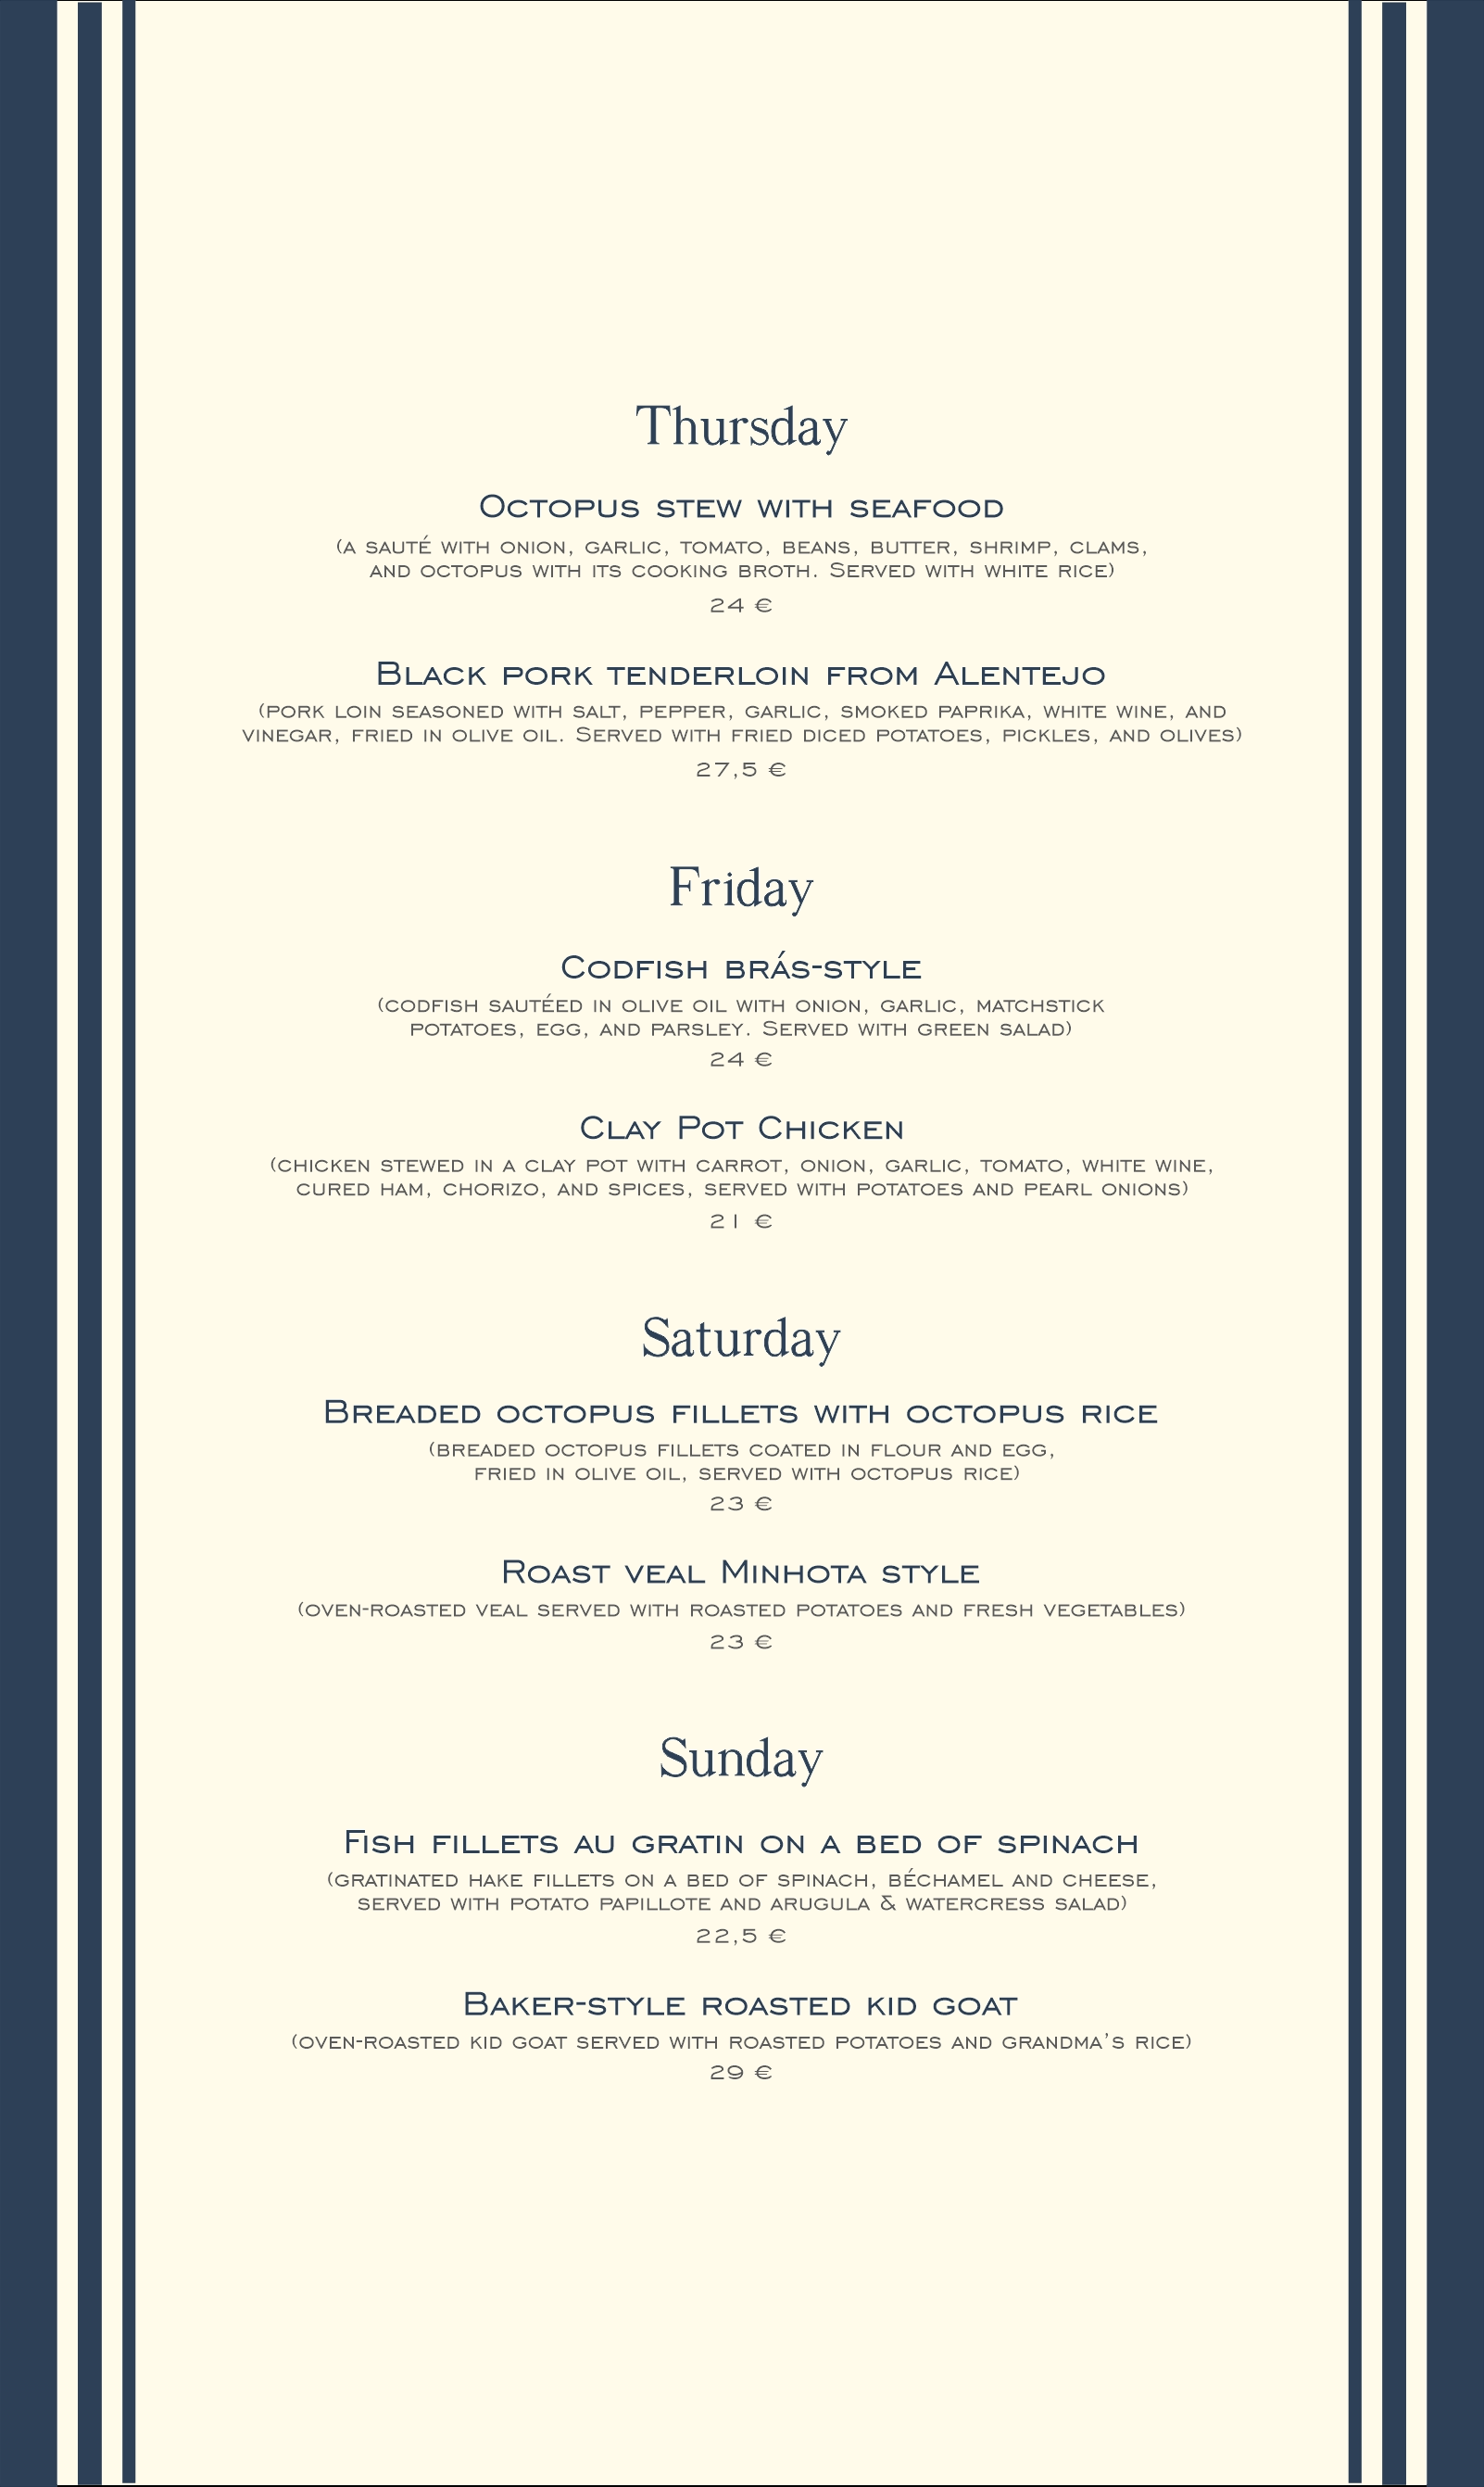 Thursday
Octopus stew with seafood
(a sauté with onion, garlic, tomato, beans, butter, shrimp, clams,
and octopus with its cooking broth. Served with white rice)
24 €
Black pork tenderloin from Alentejo
(pork loin seasoned with salt, pepper, garlic, smoked paprika, white wine, and
vinegar, fried in olive oil. Served with fried diced potatoes, pickles, and olives)
27,5 €
Friday
Codfish brás-style
(codfish sautéed in olive oil with onion, garlic, matchstick
potatoes, egg, and parsley. Served with green salad)
24 €
Clay Pot Chicken
(chicken stewed in a clay pot with carrot, onion, garlic, tomato, white wine,
cured ham, chorizo, and spices, served with potatoes and pearl onions)
21 €
Saturday
Breaded octopus fillets with octopus rice
(breaded octopus fillets coated in flour and egg,
fried in olive oil, served with octopus rice)
23 €
Roast veal Minhota style
(oven-roasted veal served with roasted potatoes and fresh vegetables)
23 €
Sunday
Fish fillets au gratin on a bed of spinach
(gratinated hake fillets on a bed of spinach, béchamel and cheese,
served with potato papillote and arugula & watercress salad)
22,5 €
Baker-style roasted kid goat
(oven-roasted kid goat served with roasted potatoes and grandma's rice)
29 €